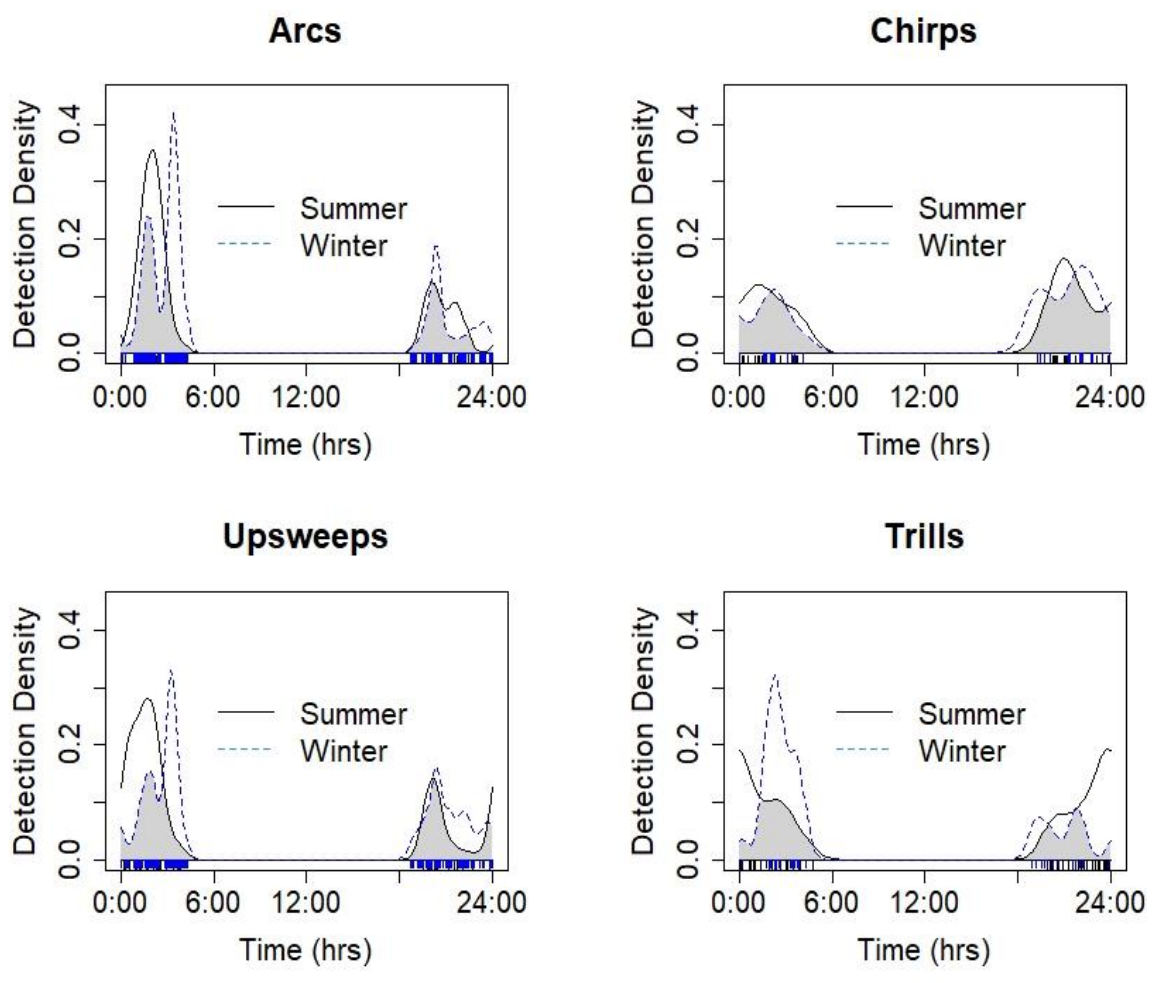 Arcs
Detection Density
0.0
0.2
0.4
Summer
Winter
0:00 6:00 12:00 24:00
Time (hrs)
Chirps
Detection Density
0.0
0.2
0.4
Summer
Winter
0:00 6:00 12:00 24:00
Time (hrs)
Upsweeps
Detection Density
0.0
0.2
0.4
Summer
Winter
0:00 6:00 12:00 24:00
Time (hrs)
Trills
Detection Density
0.0
0.2
0.4
Summer
Winter
0:00 6:00 12:00 24:00
Time (hrs)